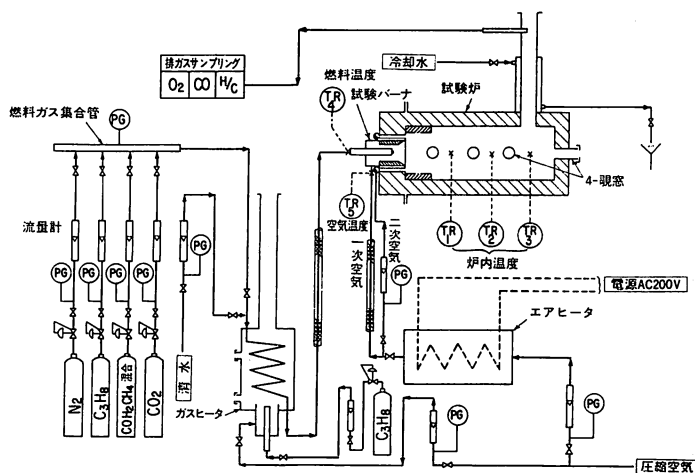 排ガスサンプリング
O2 CO H/C
冷却水
燃料温度
試験バーナ
試験炉
TR 4
燃料ガス集合管
PG
4-覗窓
TR 5
空気温度
TR 1
TR 2
TR 3
炉内温度
流量計
PG
PG
PG
PG
PG
一次空気
二次空気
PG
電源AC200V
エアヒータ
N2
C3H8
COH2CH4混合
CO2
清水
ガスヒータ
C3H8
PG
PG
圧縮空気